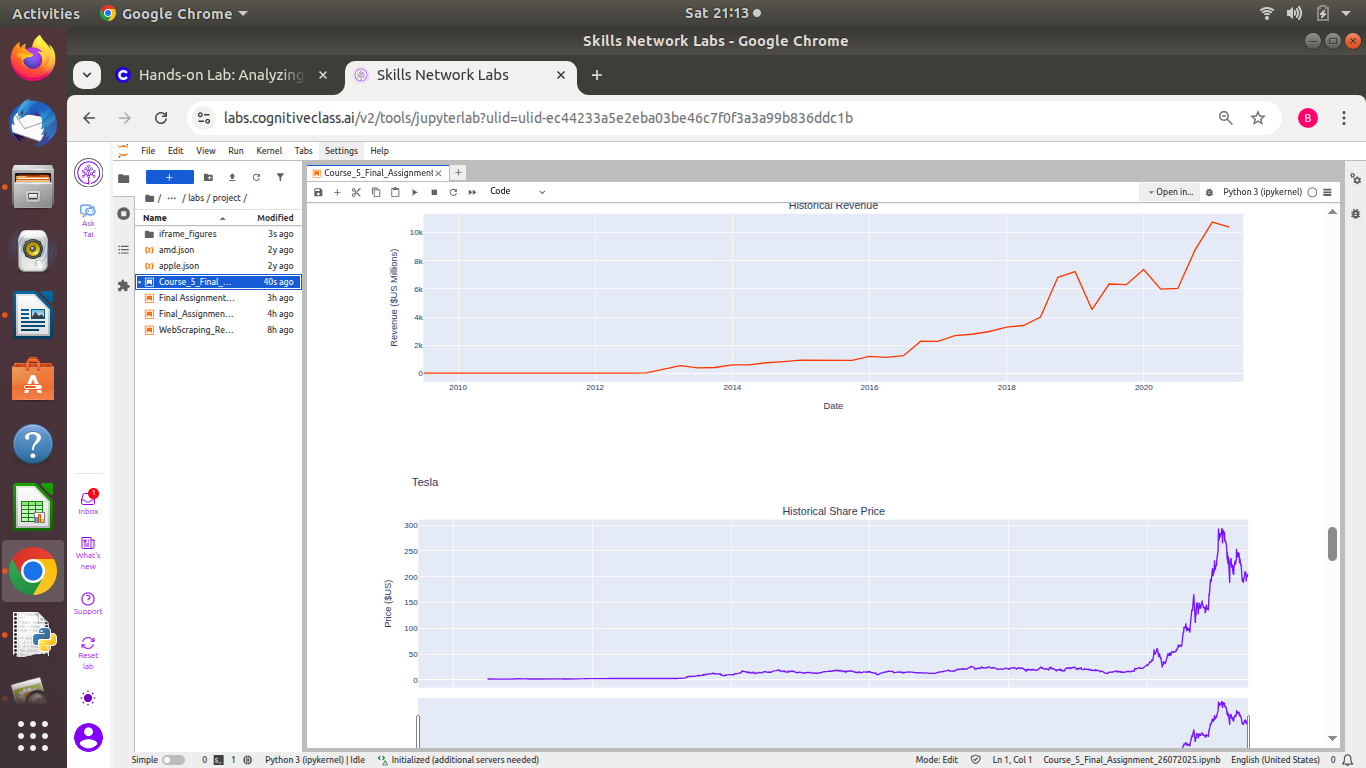 Activities Google Chrome Sat 21:13
Skills Network Labs - Google Chrome
Hands-on Lab: Analyzing Skills Network Labs
labs.cognitiveclass.ai/v2/tools/jupyterlab?ulid=ulid-ec44233a5e2eba03be46c7f0f3a3a99b836ddc1b B
File Edit View Run Kernel Tabs Settings Help
Course_5_Final_Assignment
+ Code Open in... Python 3 (ipykernel)
/ ... / labs / project /
Name Modified
iframe_figures 3s ago
amd.json 2y ago
apple.json 2y ago
Course_5_Final_... 40s ago
Final Assignment... 3h ago
Final_Assignmen... 4h ago
WebScraping_Re... 8h ago
Ask
Tai
1
Inbox
What's
new
Support
Reset
lab
Historical Revenue
Revenue ($US Millions)
10k
8k
6k
4k
2k
0
2010 2012 2014 2016 2018 2020
Date
Tesla
Historical Share Price
Price ($US)
300
250
200
150
100
50
0
Simple 0 1 Python 3 (ipykernel) | Idle Initialized (additional servers needed) Mode: Edit Ln 1, Col 1 Course_5_Final_Assignment_26072025.ipynb English (United States) 0